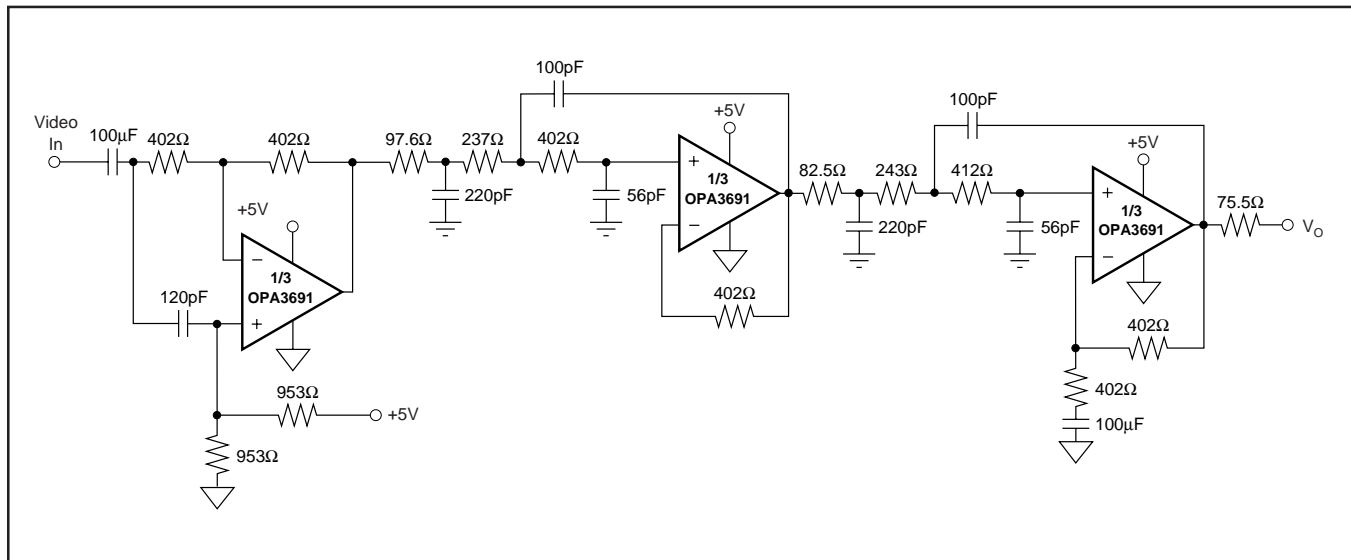 Video
In
100μF
402Ω
402Ω
97.6Ω
237Ω
100pF
402Ω
220pF
56pF
+5V
+
1/3
OPA3691
−
402Ω
82.5Ω
243Ω
100pF
412Ω
220pF
56pF
+5V
+
1/3
OPA3691
−
75.5Ω
VO
402Ω
402Ω
100μF
+5V
−
1/3
OPA3691
+
120pF
953Ω
+5V
953Ω